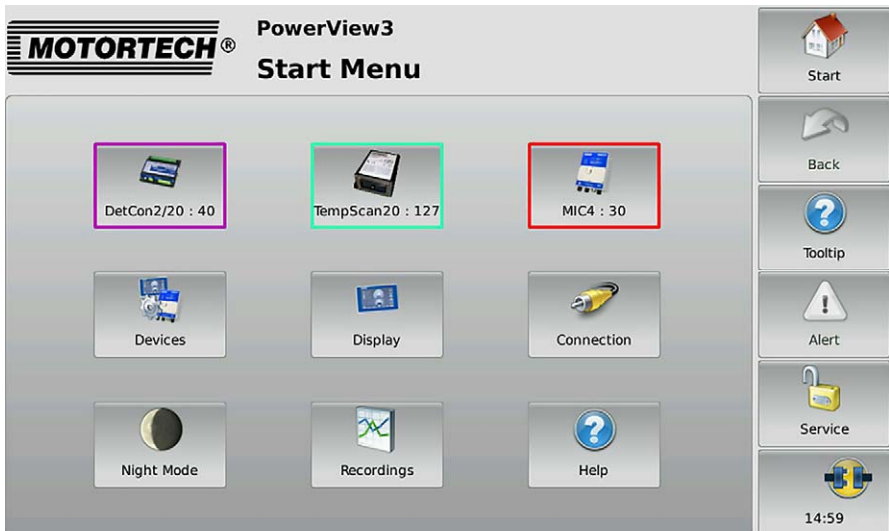 MOTORTECH®
PowerView3
Start Menu
DetCon2/20 : 40
TempScan20 : 127
MIC4 : 30
Devices
Display
Connection
Night Mode
Recordings
Help
Start
Back
Tooltip
Alert
Service
14:59